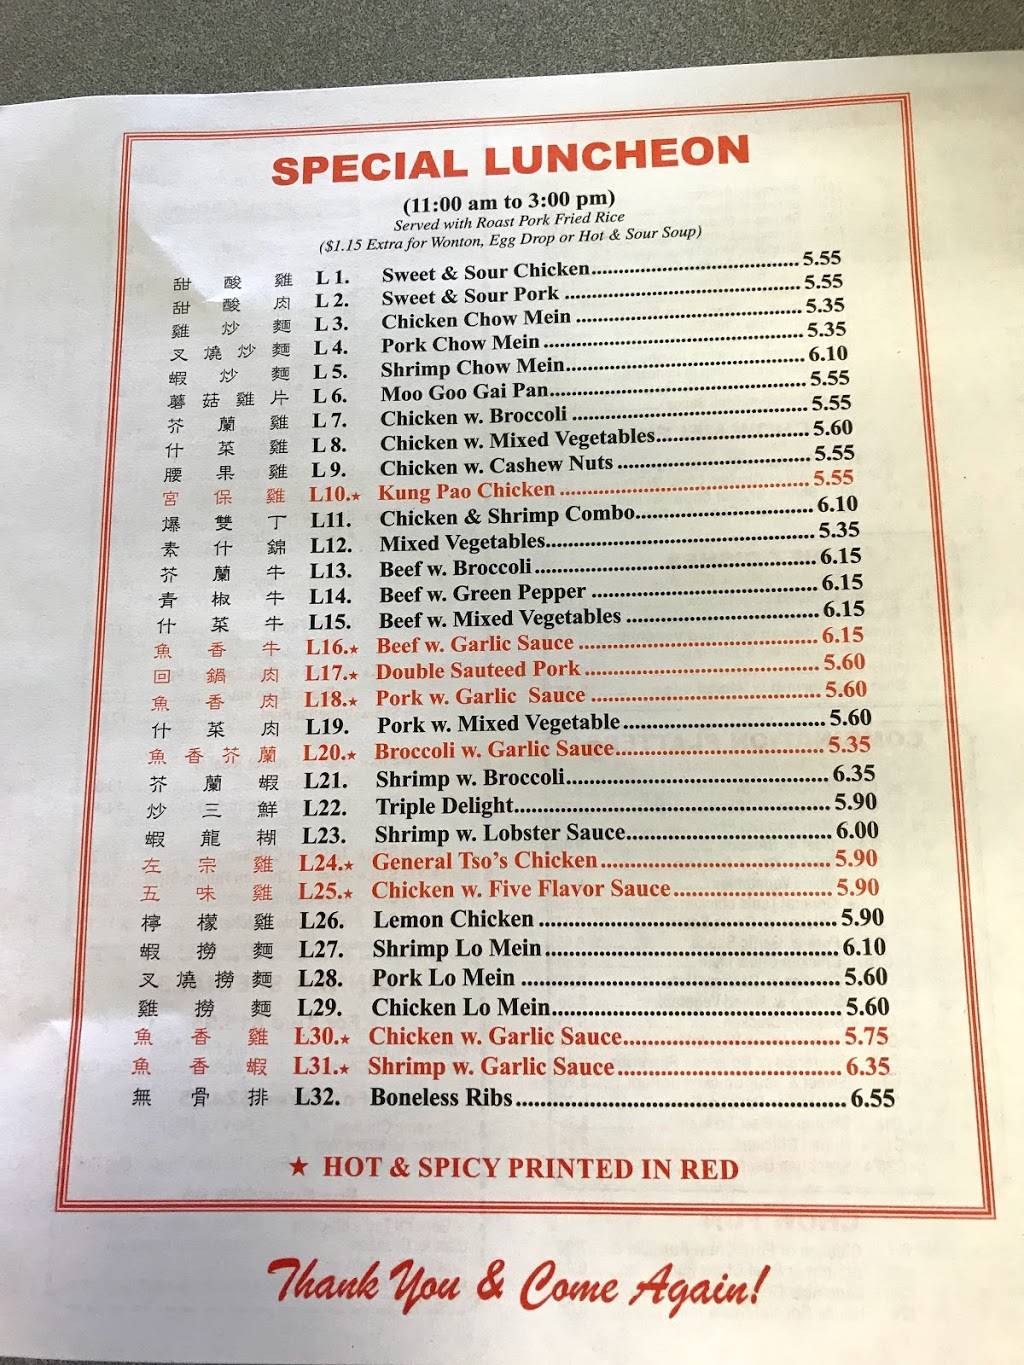 SPECIAL LUNCHEON
(11:00 am to 3:00 pm)
Served with Roast Pork Fried Rice
($1.15 Extra for Wonton, Egg Drop or Hot & Sour Soup)
甜酸雞 L 1. Sweet & Sour Chicken 5.55
甜酸肉 L 2. Sweet & Sour Pork 5.55
雞炒麵 L 3. Chicken Chow Mein 5.35
叉燒炒麵 L 4. Pork Chow Mein 5.35
蝦炒麵 L 5. Shrimp Chow Mein 6.10
蘑菇雞片 L 6. Moo Goo Gai Pan 5.55
芥蘭雞 L 7. Chicken w. Broccoli 5.55
什菜雞 L 8. Chicken w. Mixed Vegetables 5.60
腰果雞 L 9. Chicken w. Cashew Nuts 5.55
宮保雞 L10.★ Kung Pao Chicken 5.55
爆雙丁 L11. Chicken & Shrimp Combo 6.10
素什錦 L12. Mixed Vegetables 5.35
芥蘭牛 L13. Beef w. Broccoli 6.15
青椒牛 L14. Beef w. Green Pepper 6.15
什菜牛 L15. Beef w. Mixed Vegetables 6.15
魚香牛 L16.★ Beef w. Garlic Sauce 6.15
回鍋肉 L17.★ Double Sauteed Pork 5.60
魚香肉 L18.★ Pork w. Garlic Sauce 5.60
什菜肉 L19. Pork w. Mixed Vegetable 5.60
魚香芥蘭 L20.★ Broccoli w. Garlic Sauce 5.35
芥蘭蝦 L21. Shrimp w. Broccoli 6.35
炒三鮮 L22. Triple Delight 5.90
蝦龍糊 L23. Shrimp w. Lobster Sauce 6.00
左宗雞 L24.★ General Tso's Chicken 5.90
五味雞 L25.★ Chicken w. Five Flavor Sauce 5.90
檸檬雞 L26. Lemon Chicken 5.90
蝦撈麵 L27. Shrimp Lo Mein 6.10
叉燒撈麵 L28. Pork Lo Mein 5.60
雞撈麵 L29. Chicken Lo Mein 5.60
魚香雞 L30.★ Chicken w. Garlic Sauce 5.75
魚香蝦 L31.★ Shrimp w. Garlic Sauce 6.35
無骨排 L32. Boneless Ribs 6.55
★ HOT & SPICY PRINTED IN RED
Thank You & Come Again!